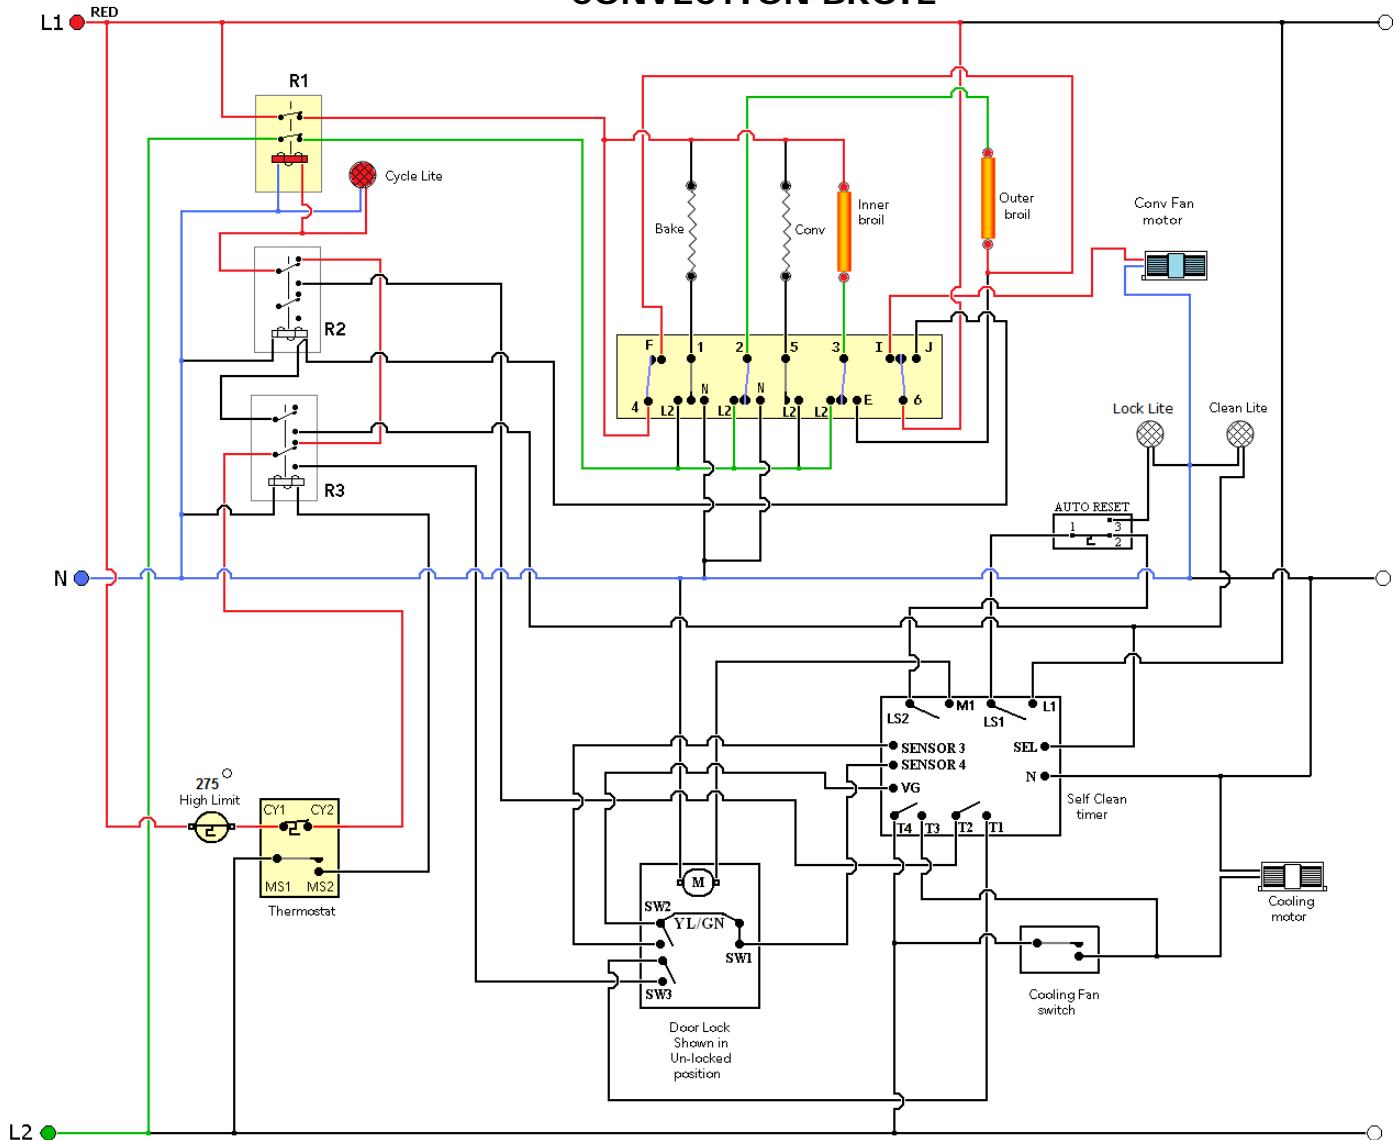 CONVECTION BROIL
L1
RED
R1
Cycle Lite
Bake
Conv
Inner
broil
Outer
broil
Conv Fan
motor
R2
F
1
2
5
3
I
J
4
L2
N
L2
N
L2
L2
E
6
Lock Lite
Clean Lite
R3
AUTO RESET
1
3
2
N
LS2
M1
LS1
L1
SENSOR 3
SEL
SENSOR 4
N
VG
Self Clean
timer
T4
T3
T2
T1
275
High Limit
CY1
CY2
MS1
MS2
Thermostat
M
SW2
YL/GN
SW1
SW3
Cooling
motor
Cooling Fan
switch
Door Lock
Shown in
Un-locked
position
L2